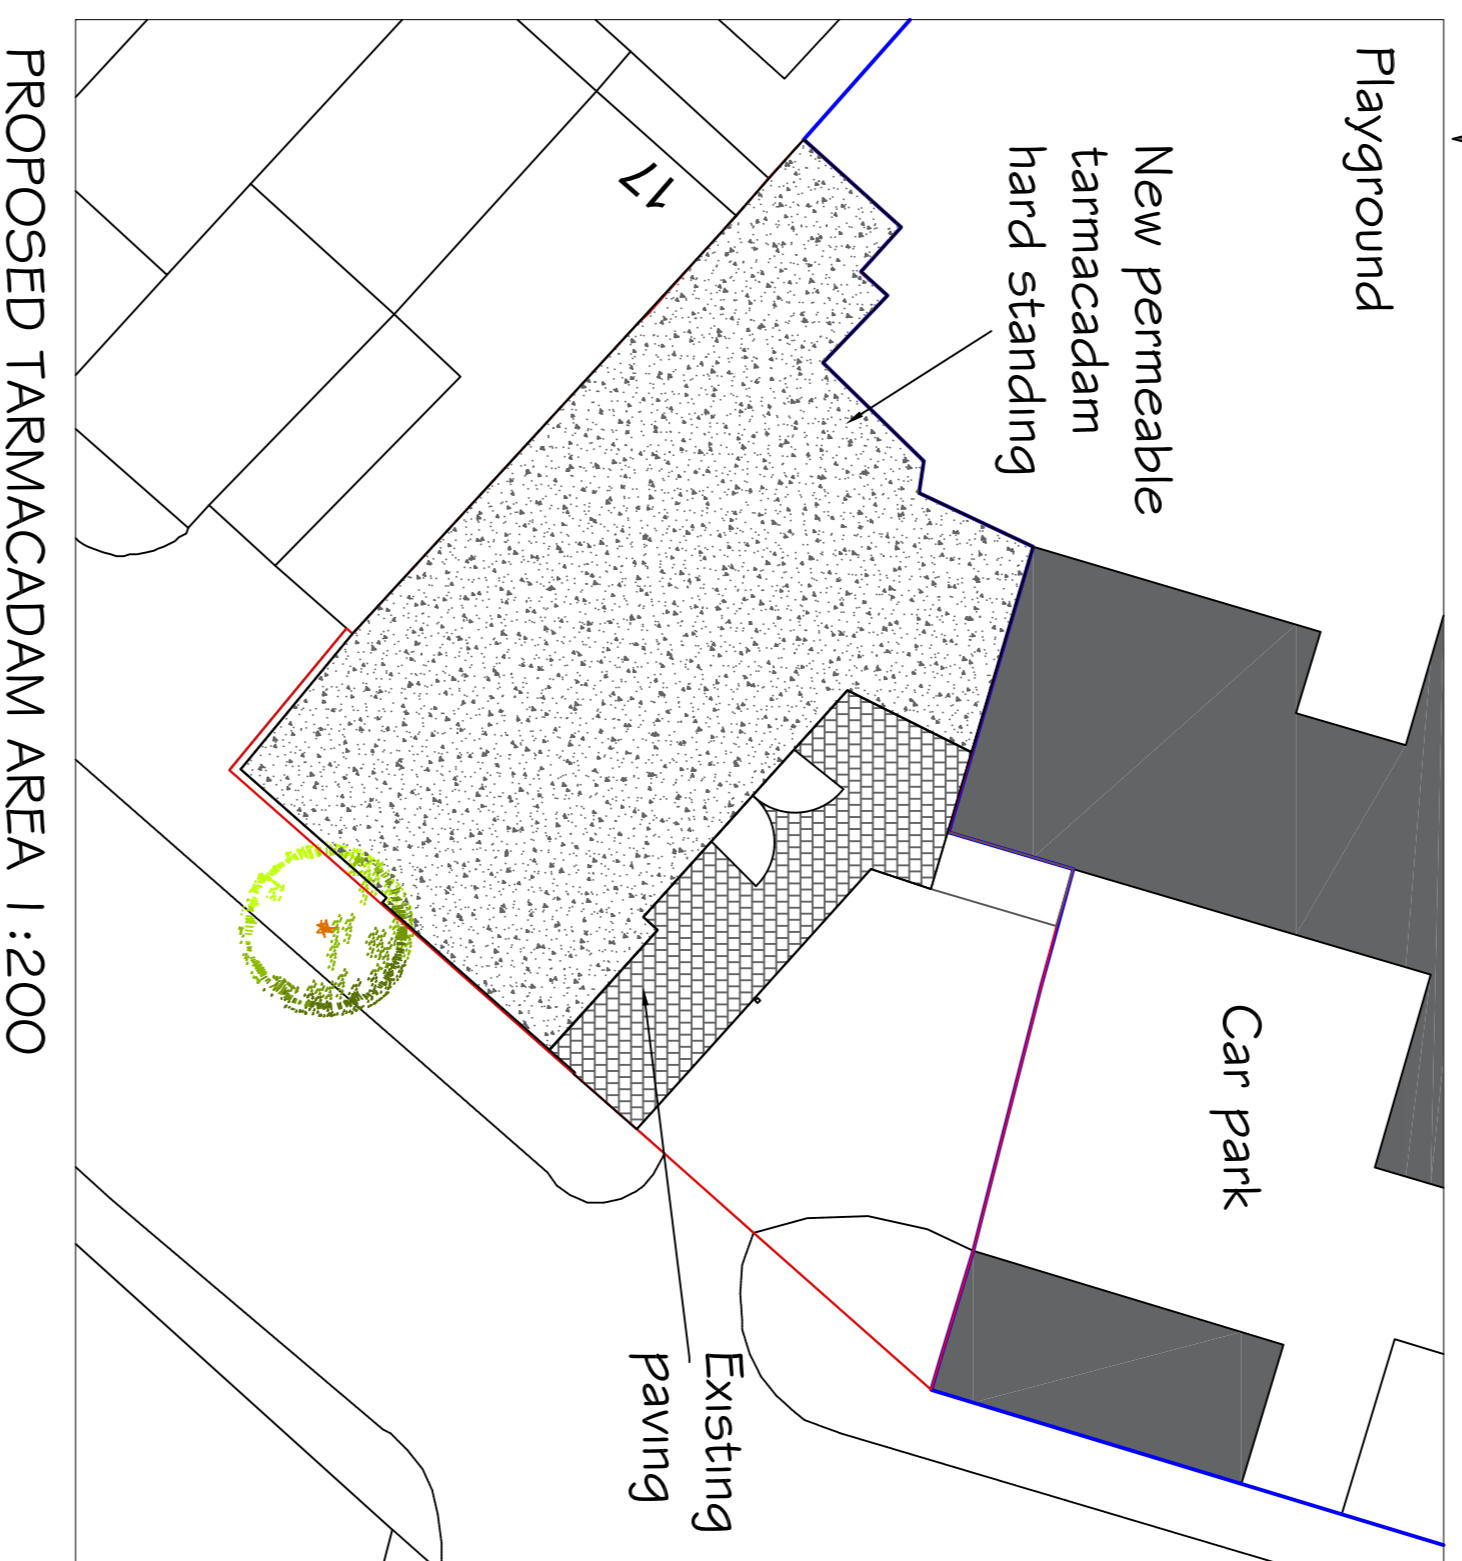 Playground
New permeable
tarmacadam
hard standing
17
Car park
Existing
paving
PROPOSED TARMACADAM AREA 1:200